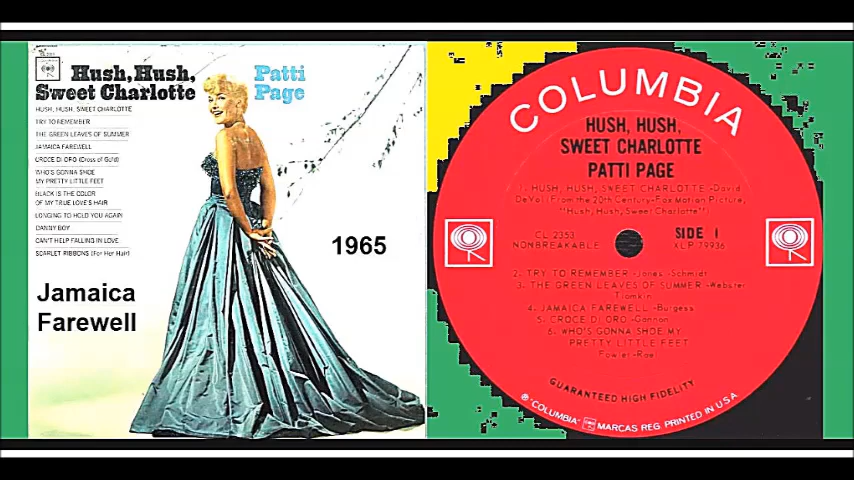 Hush, Hush,
Sweet Charlotte
Patti
Page
HUSH, HUSH, SWEET CHARLOTTE
TRY TO REMEMBER
THE GREEN LEAVES OF SUMMER
JAMAICA FAREWELL
CROCE DI ORO (Cross of Gold)
WHO'S GONNA SHOE
MY PRETTY LITTLE FEET
BLACK IS THE COLOR
OF MY TRUE LOVE'S HAIR
LONGING TO HOLD YOU AGAIN
DANNY BOY
CAN'T HELP FALLING IN LOVE
SCARLET RIBBONS (For Her Hair)
1965
Jamaica
Farewell
COLUMBIA
HUSH, HUSH,
SWEET CHARLOTTE
PATTI PAGE
1. HUSH, HUSH, SWEET CHARLOTTE -David
DeVol (From the 20th Century-Fox Motion Picture,
"Hush, Hush, Sweet Charlotte")
CL 2353
NONBREAKABLE
SIDE 1
XLP 79936
2. TRY TO REMEMBER -Jones -Schmidt
3. THE GREEN LEAVES OF SUMMER -Webster
Tiomkin
4. JAMAICA FAREWELL -Burgess
5. CROCE DI ORO -Gannon
6. WHO'S GONNA SHOE MY
PRETTY LITTLE FEET
Fowler -Rael
GUARANTEED HIGH FIDELITY
℗ "COLUMBIA" MARCAS REG. PRINTED IN U.S.A.